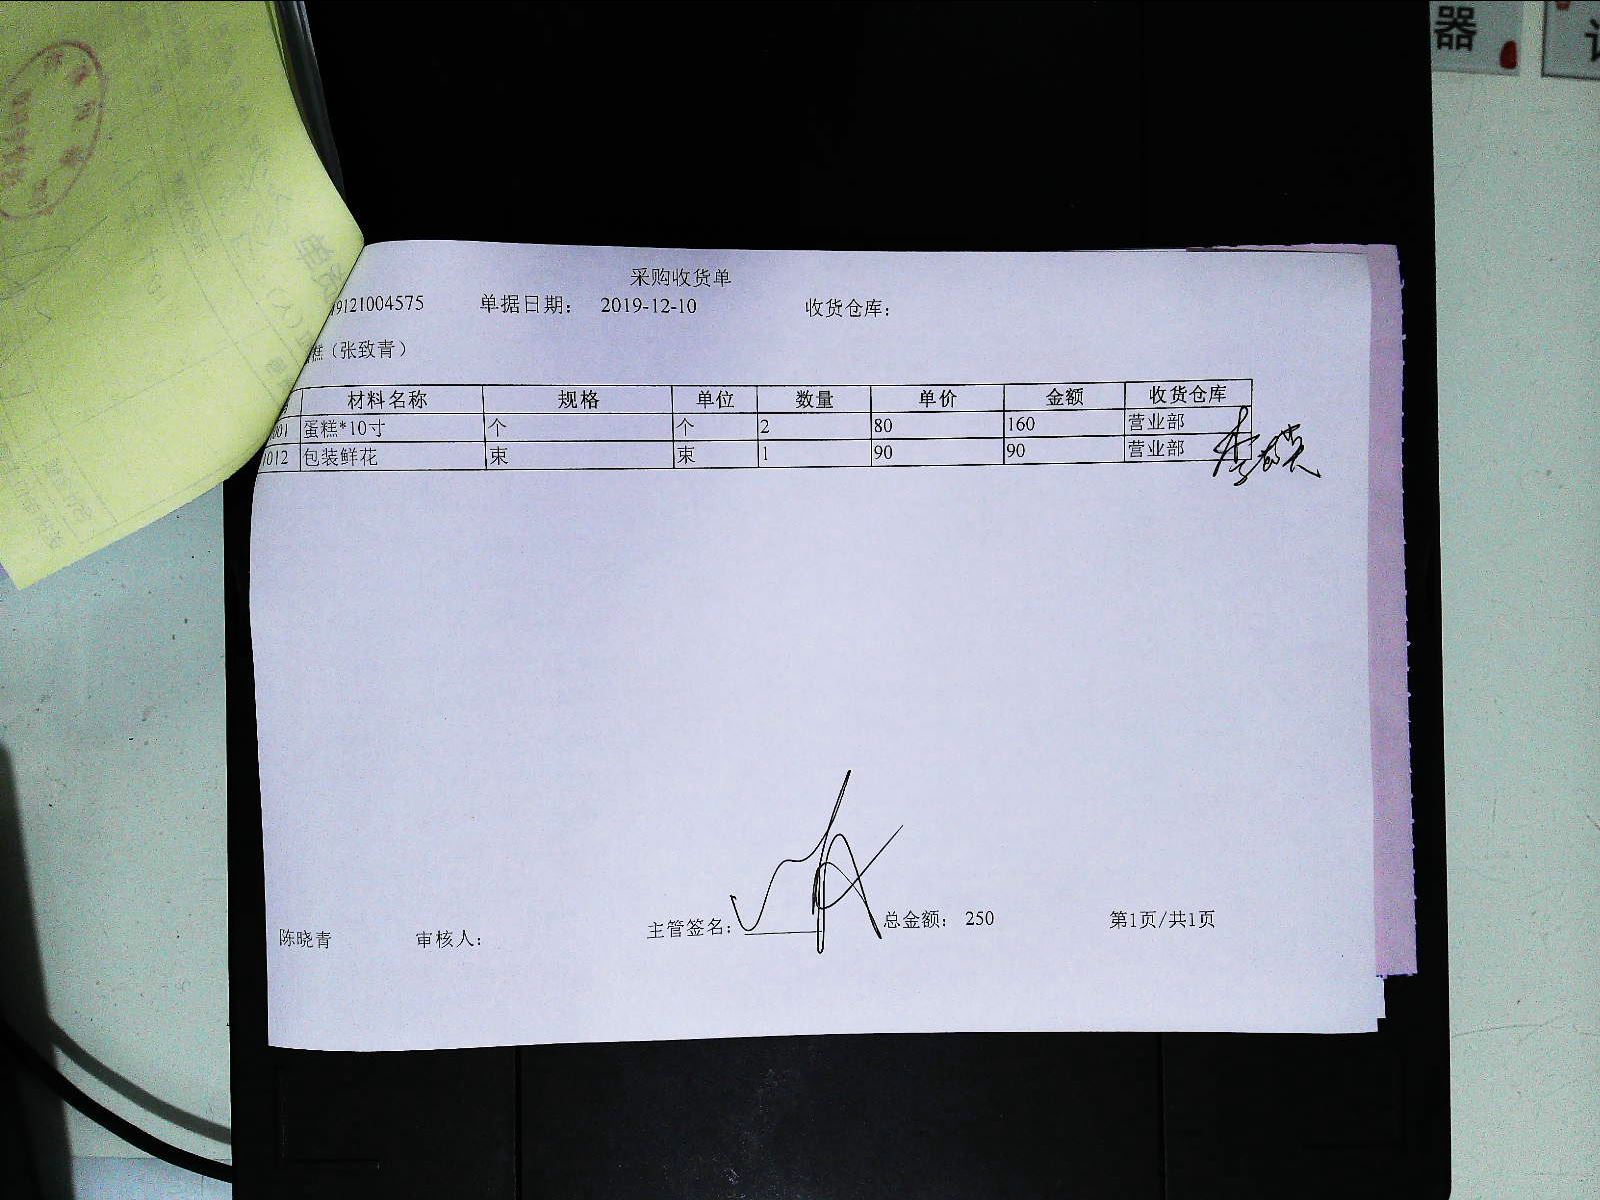 器
采购收货单
9121004575 单据日期： 2019-12-10 收货仓库：
糕（张致青）
材料名称 规格 单位 数量 单价 金额 收货仓库
001 蛋糕*10寸 个 个 2 80 160 营业部
012 包装鲜花 束 束 1 90 90 营业部
陈晓青 审核人： 主管签名： 总金额： 250 第1页/共1页